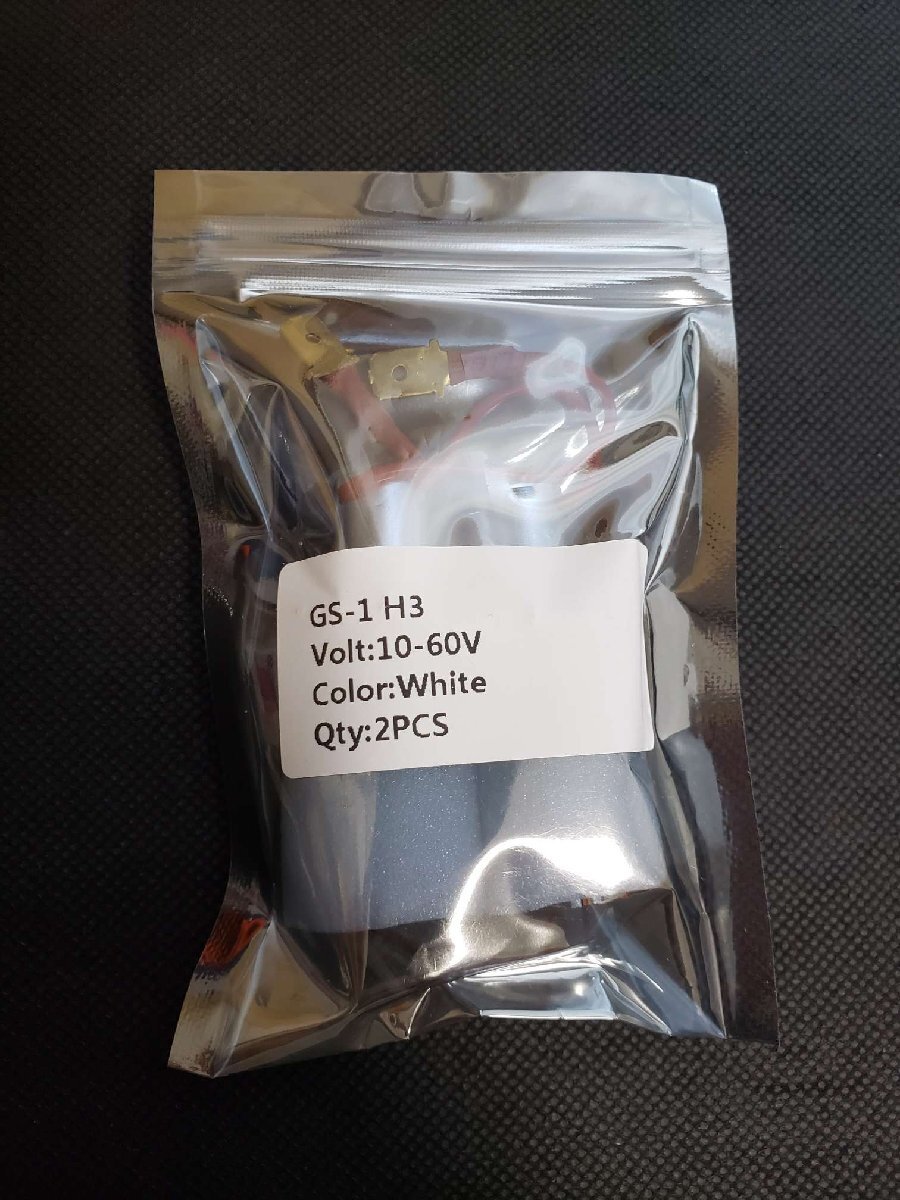 GS-1 H3
Volt:10-60V
Color:White
Qty:2PCS